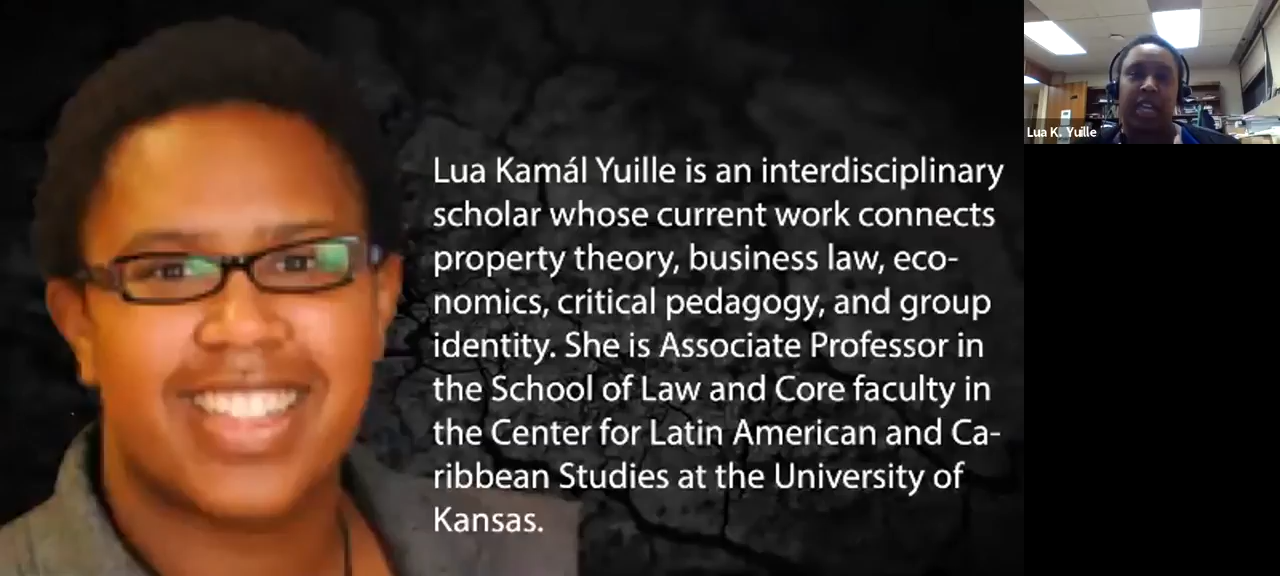 Lua Kamál Yuille is an interdisciplinary
scholar whose current work connects
property theory, business law, eco-
nomics, critical pedagogy, and group
identity. She is Associate Professor in
the School of Law and Core faculty in
the Center for Latin American and Ca-
ribbean Studies at the University of
Kansas.
Lua K. Yuille